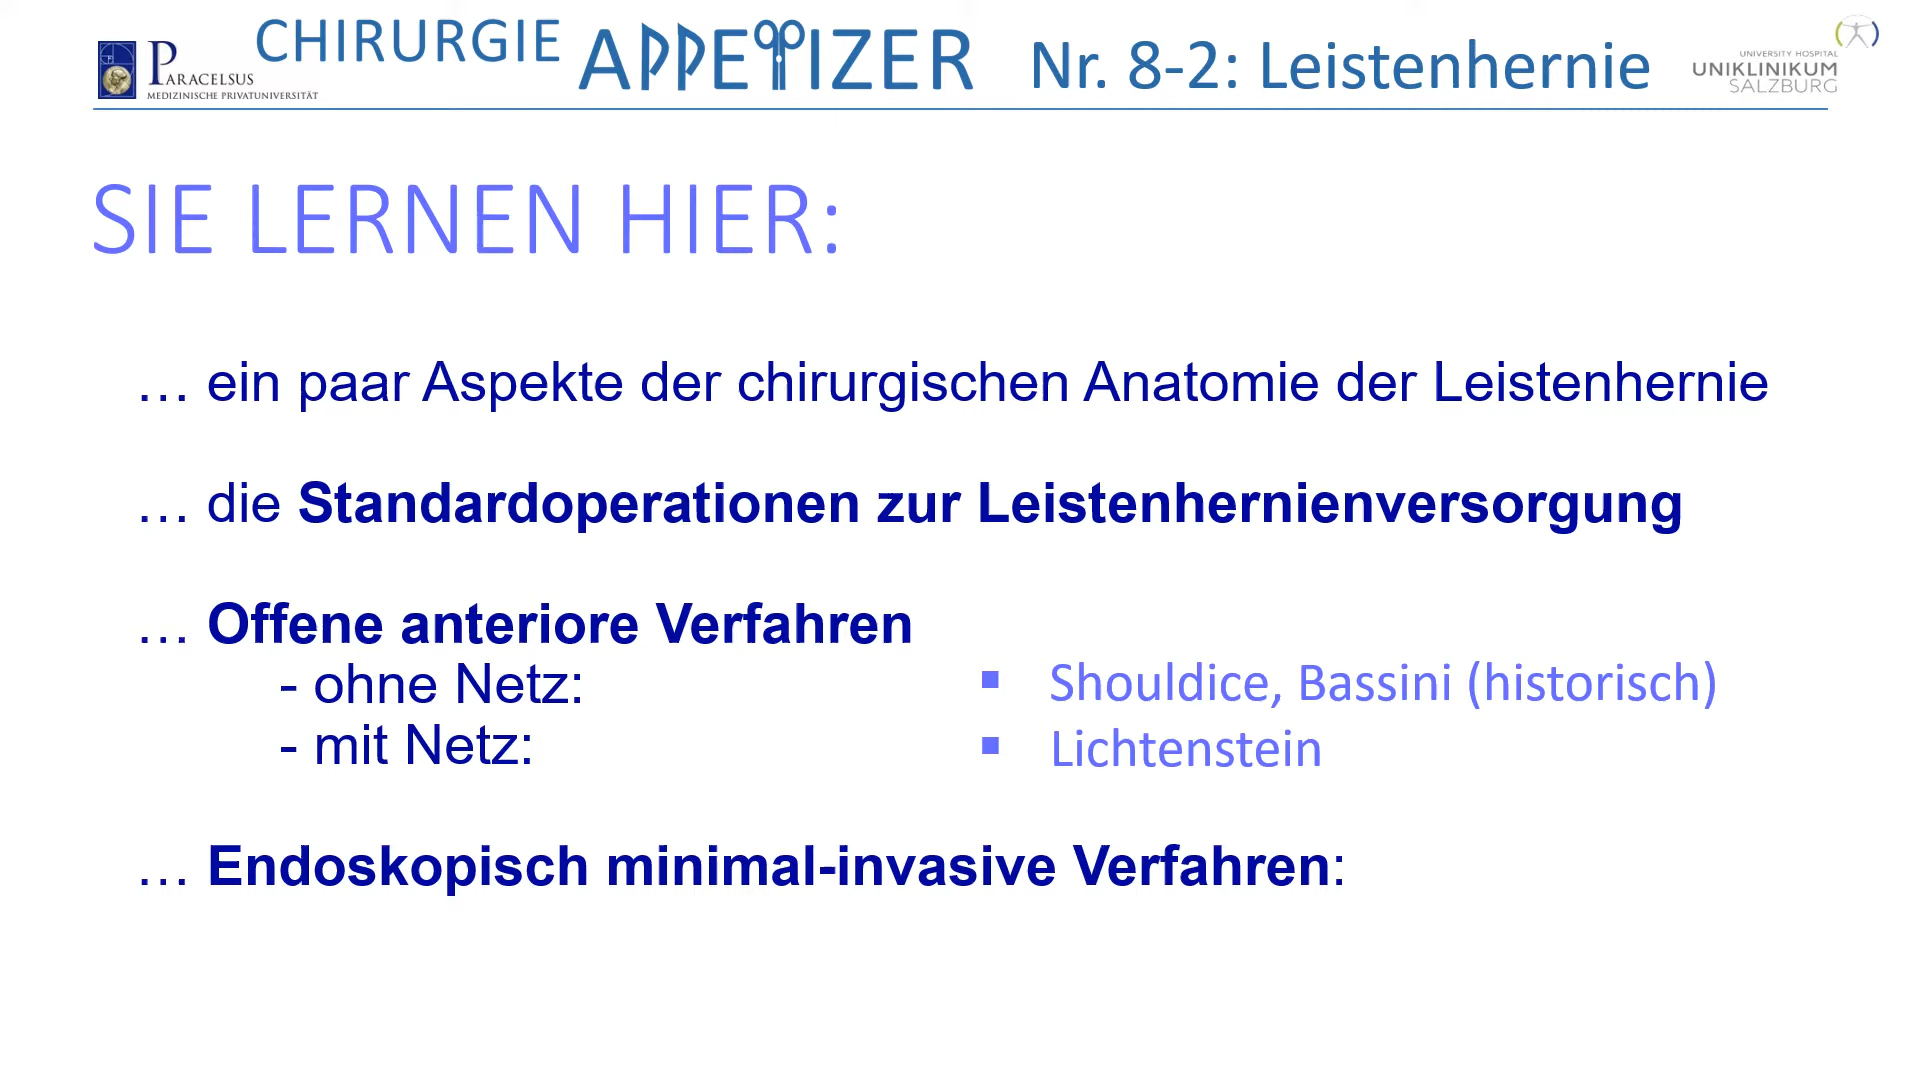 PARACELSUS
MEDIZINISCHE PRIVATUNIVERSITÄT
CHIRURGIE APPETIZER Nr. 8-2: Leistenhernie
UNIVERSITY HOSPITAL
UNIKLINIKUM
SALZBURG
SIE LERNEN HIER:
… ein paar Aspekte der chirurgischen Anatomie der Leistenhernie
… die Standardoperationen zur Leistenhernienversorgung
… Offene anteriore Verfahren
- ohne Netz: ▪ Shouldice, Bassini (historisch)
- mit Netz: ▪ Lichtenstein
… Endoskopisch minimal-invasive Verfahren: